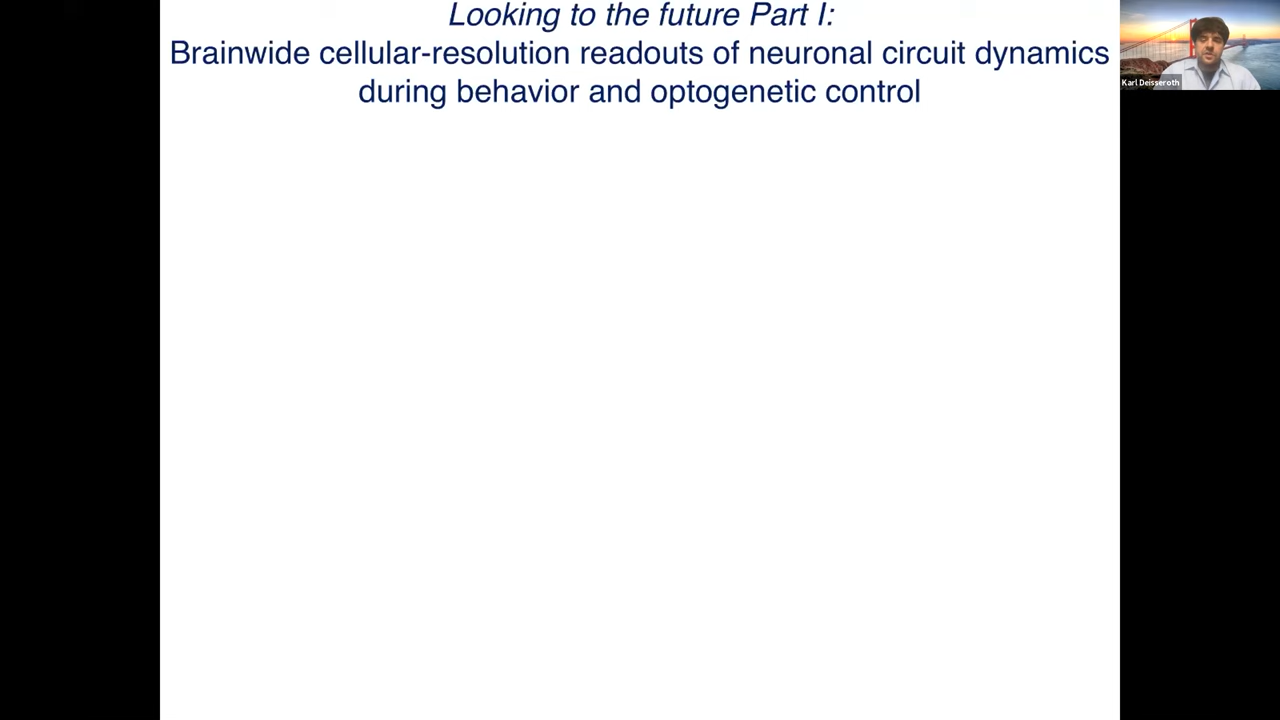 Looking to the future Part I:
Brainwide cellular-resolution readouts of neuronal circuit dynamics
during behavior and optogenetic control
Karl Deisseroth